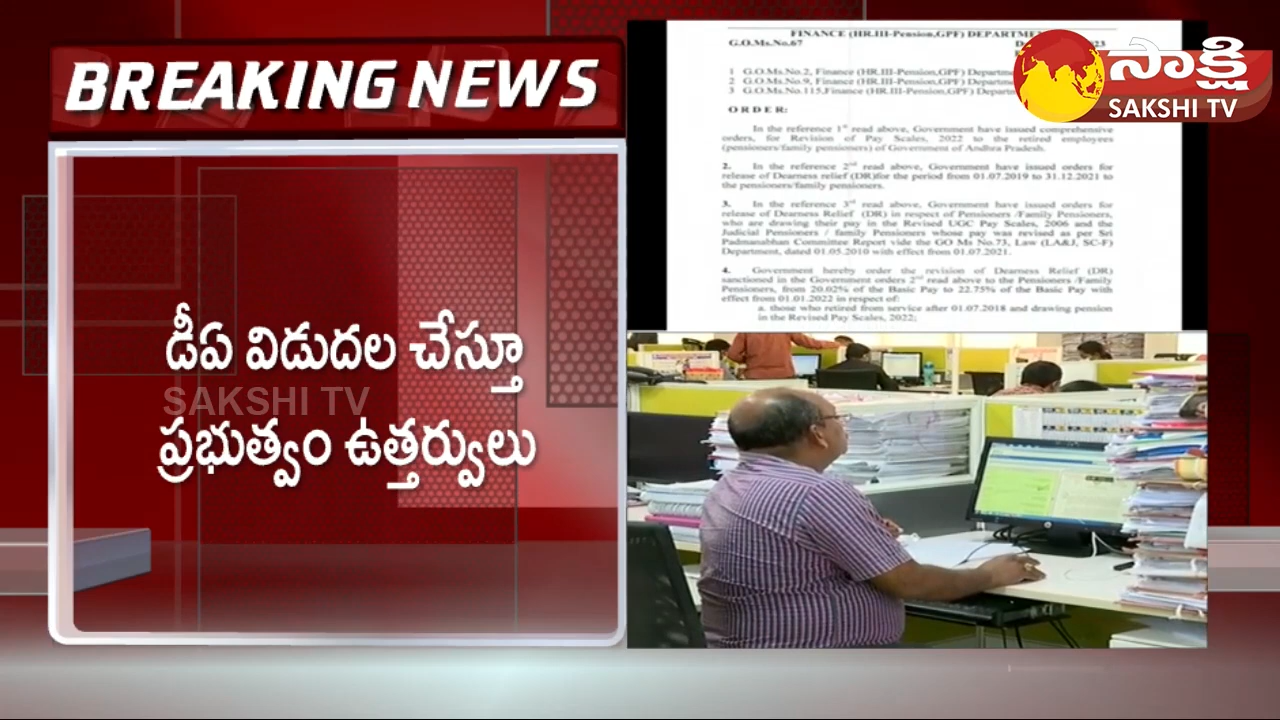 BREAKING NEWS
డీఏ విడుదల చేస్తూ
SAKSHI TV
ప్రభుత్వం ఉత్తర్వులు
FINANCE (HR.III-Pension,GPF) DEPARTMENT
G.O.Ms.No.67
1 G.O.Ms.No.2, Finance (HR.III-Pension,GPF) Departm
2 G.O.Ms.No.9, Finance (HR.III-Pension,GPF) Departm
3 G.O.Ms.No.115,Finance (HR.III-Pension,GPF) Departm
ORDER:
In the reference 1st read above, Government have issued comprehensive
orders, for Revision of Pay Scales, 2022 to the retired employees
(pensioners/family pensioners) of Government of Andhra Pradesh.
2. In the reference 2nd read above, Government have issued orders for
release of Dearness relief (DR)for the period from 01.07.2019 to 31.12.2021 to
the pensioners/family pensioners.
3. In the reference 3rd read above, Government have issued orders for
release of Dearness Relief (DR) in respect of Pensioners /Family Pensioners,
who are drawing their pay in the Revised UGC Pay Scales, 2006 and the
Judicial Pensioners / family Pensioners whose pay was revised as per Sri
Padmanabhan Committee Report vide the GO Ms No.73, Law (LA&J, SC-F)
Department, dated 01.05.2010 with effect from 01.07.2021.
4. Government hereby order the revision of Dearness Relief (DR)
sanctioned in the Government orders 2nd read above to the Pensioners /Family
Pensioners, from 20.02% of the Basic Pay to 22.75% of the Basic Pay with
effect from 01.01.2022 in respect of:
a. those who retired from service after 01.07.2018 and drawing pension
in the Revised Pay Scales, 2022;
సాక్షి
SAKSHI TV